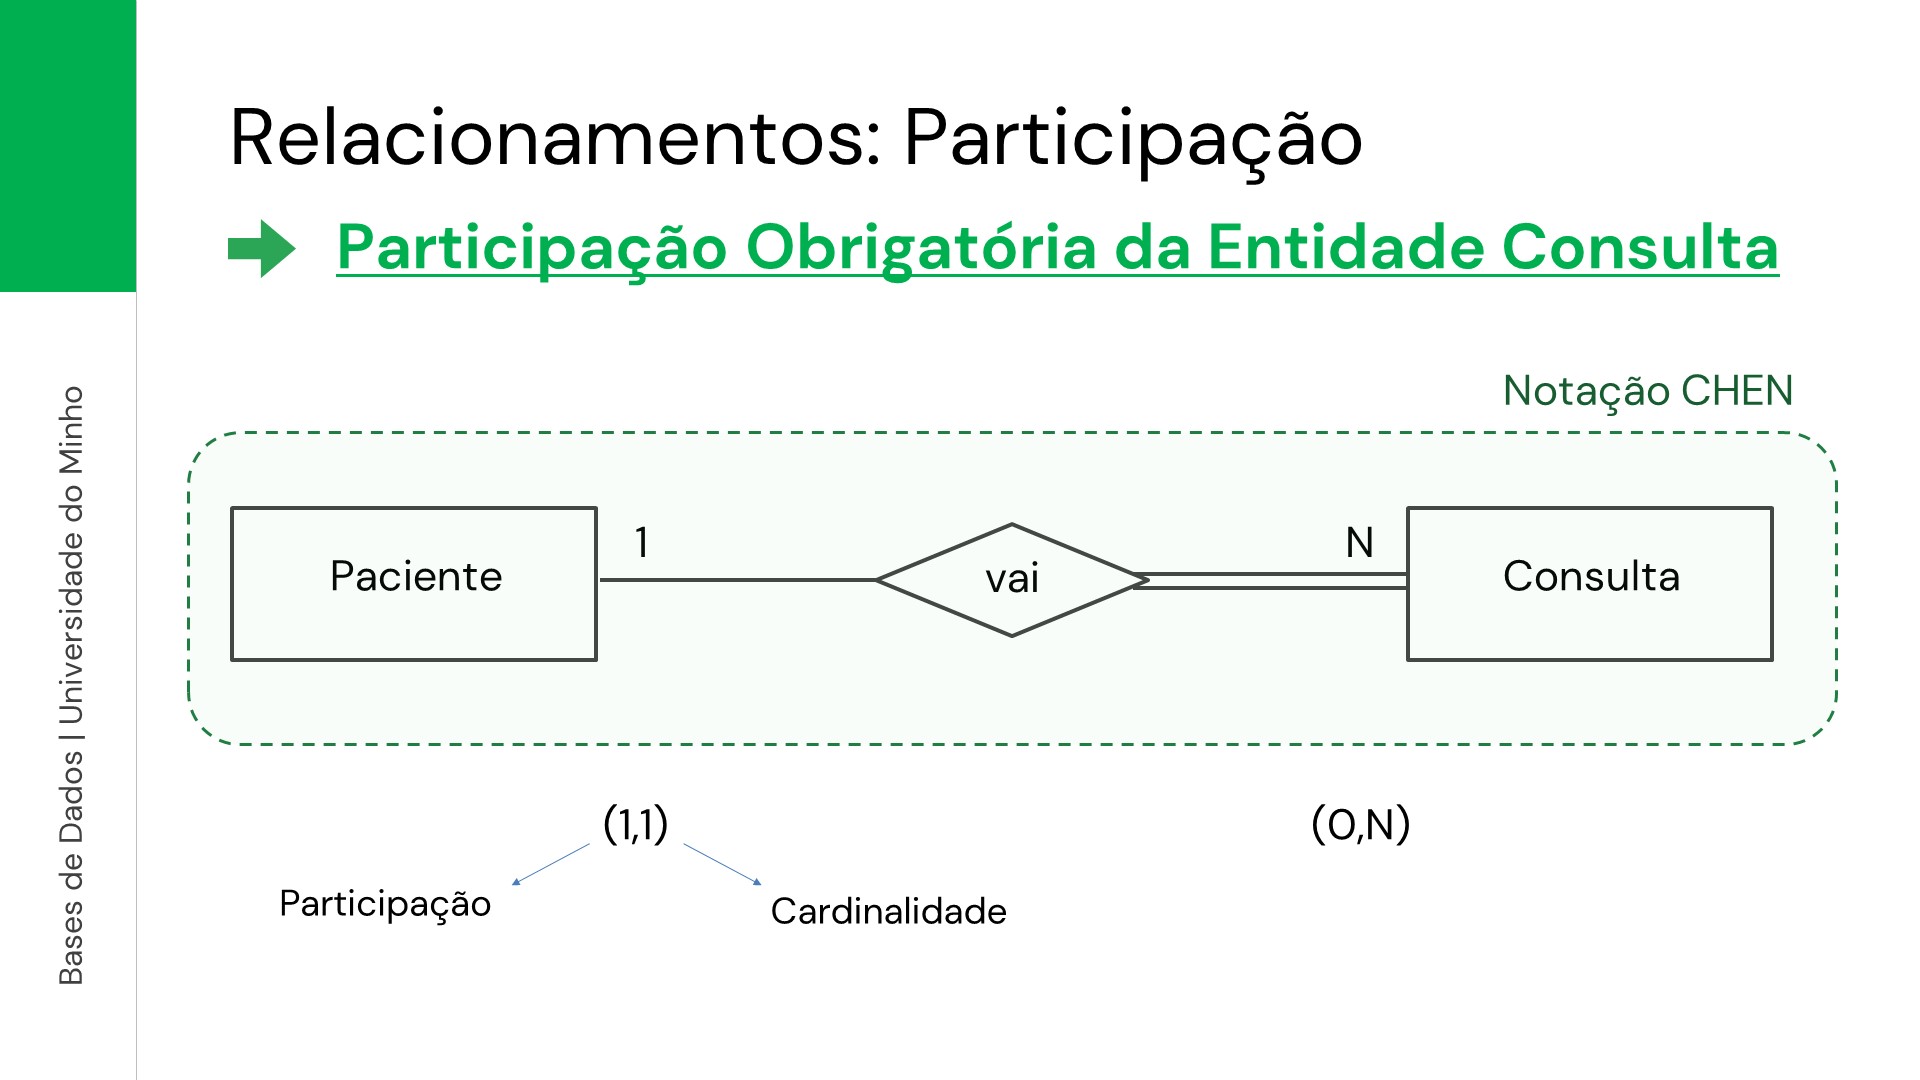 Relacionamentos: Participação
Participação Obrigatória da Entidade Consulta
Bases de Dados | Universidade do Minho
Notação CHEN
Paciente
1
vai
N
Consulta
(1,1)
(0,N)
Participação
Cardinalidade